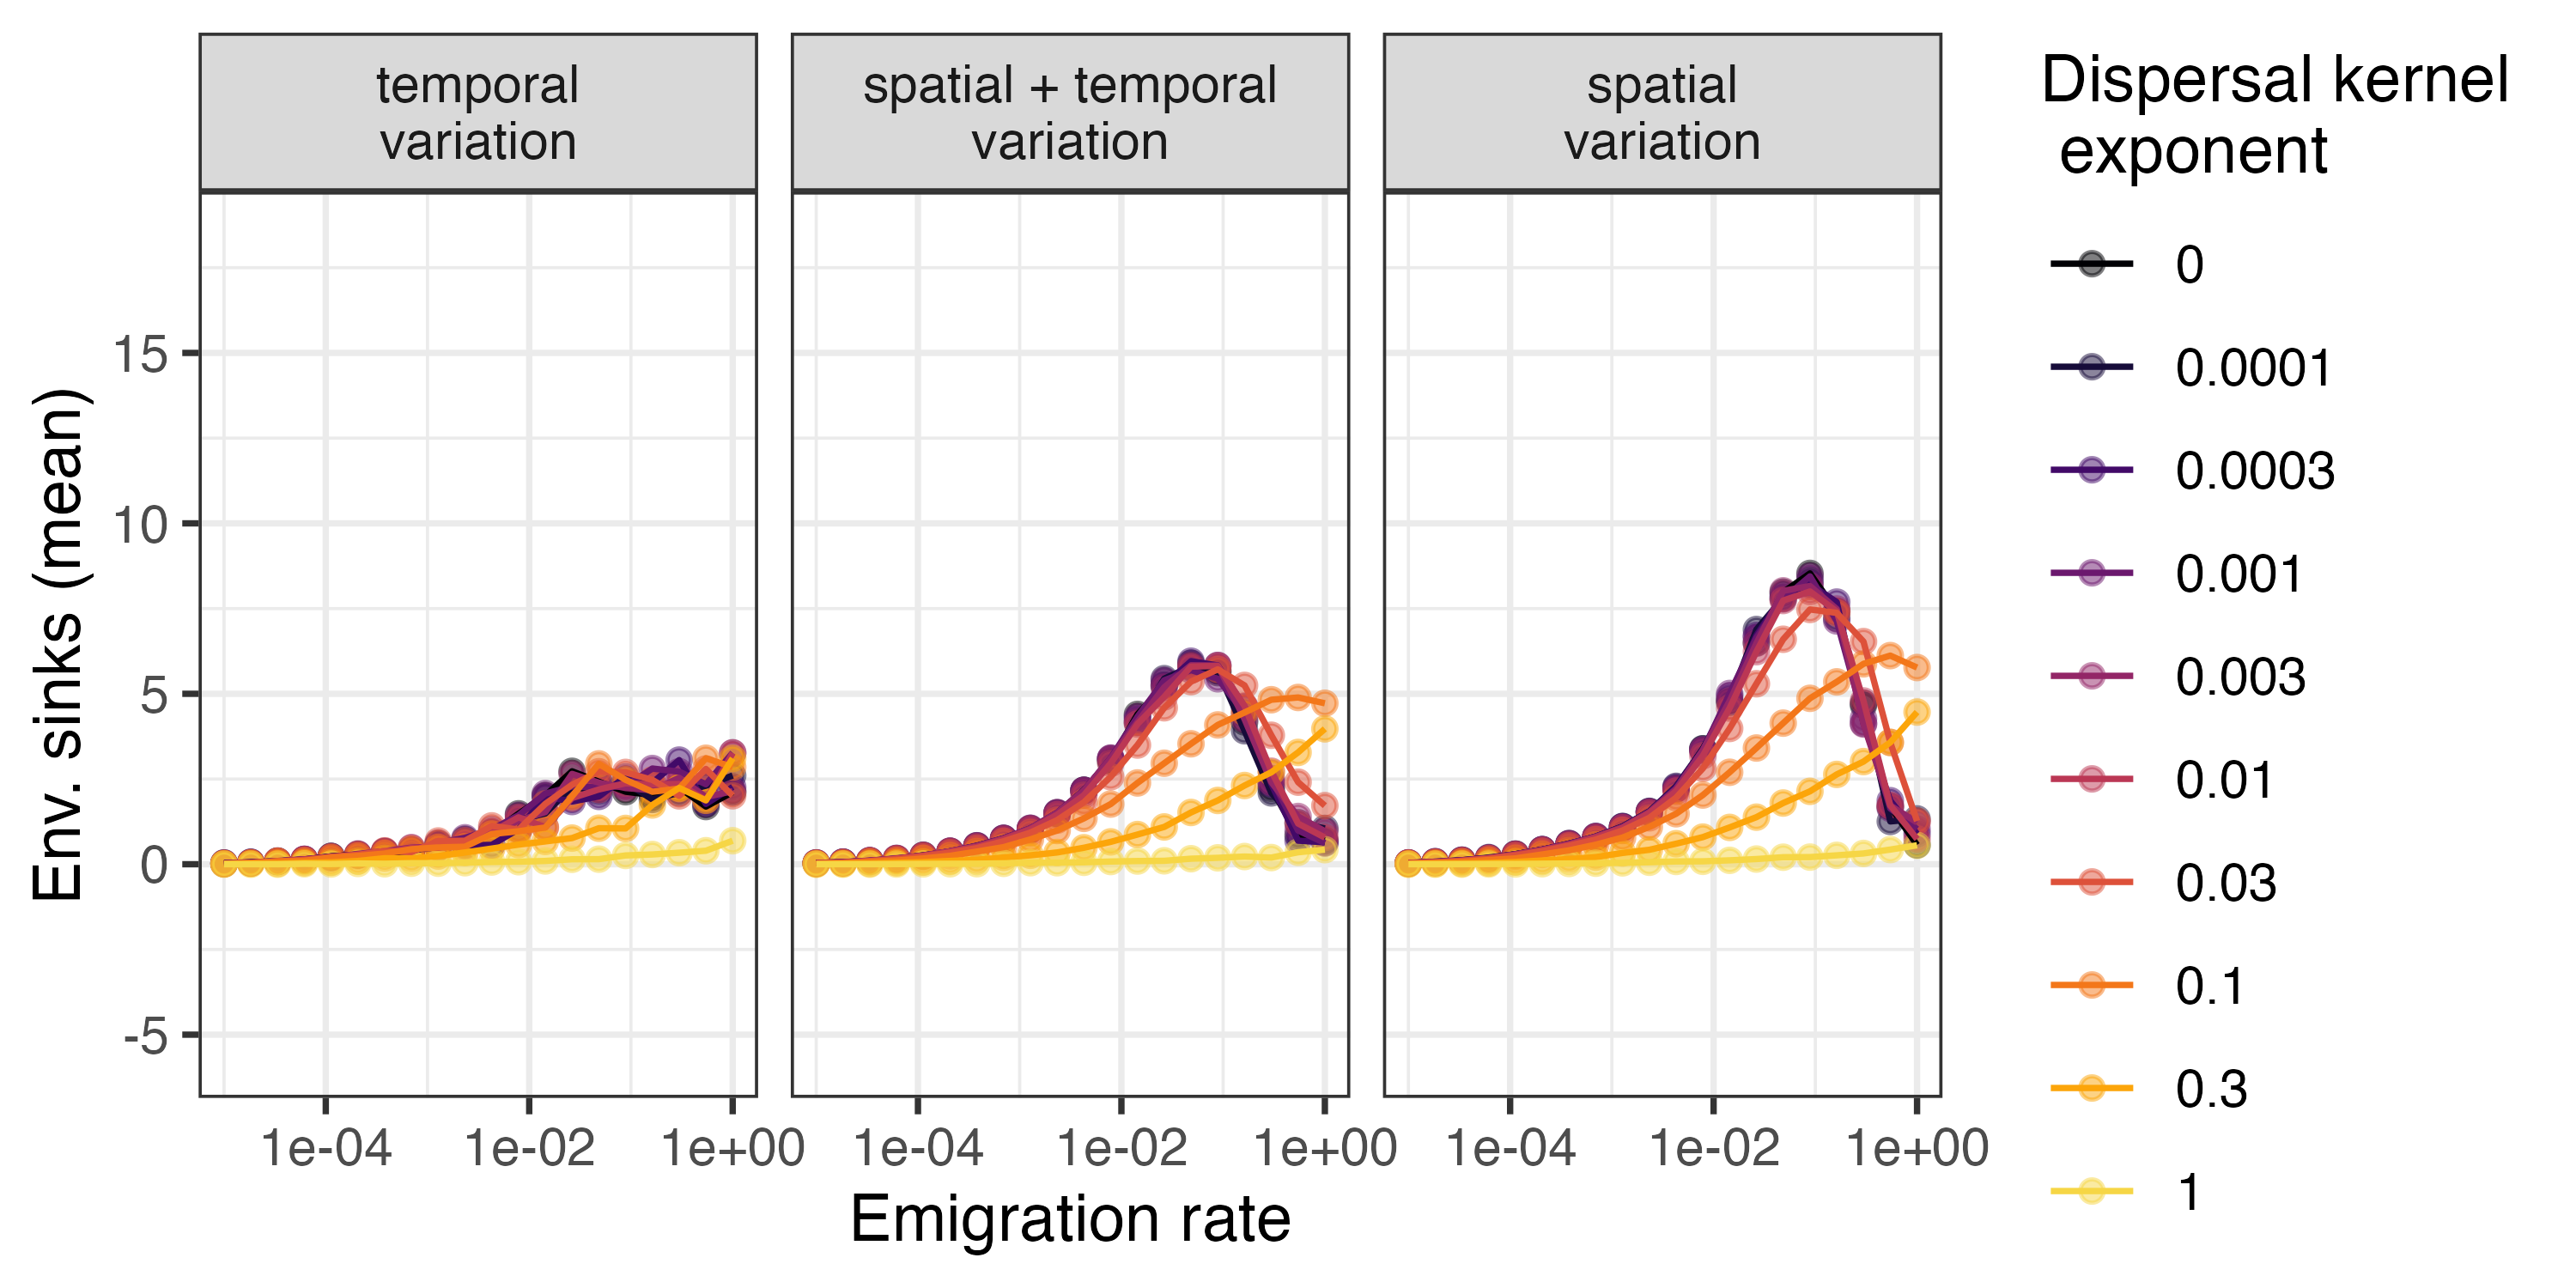 temporal
variation
spatial + temporal
variation
spatial
variation
Dispersal kernel
exponent
0
0.0001
0.0003
0.001
0.003
0.01
0.03
0.1
0.3
1
Env. sinks (mean)
15
10
5
0
-5
1e-04 1e-02 1e+00
1e-04 1e-02 1e+00
1e-04 1e-02 1e+00
Emigration rate